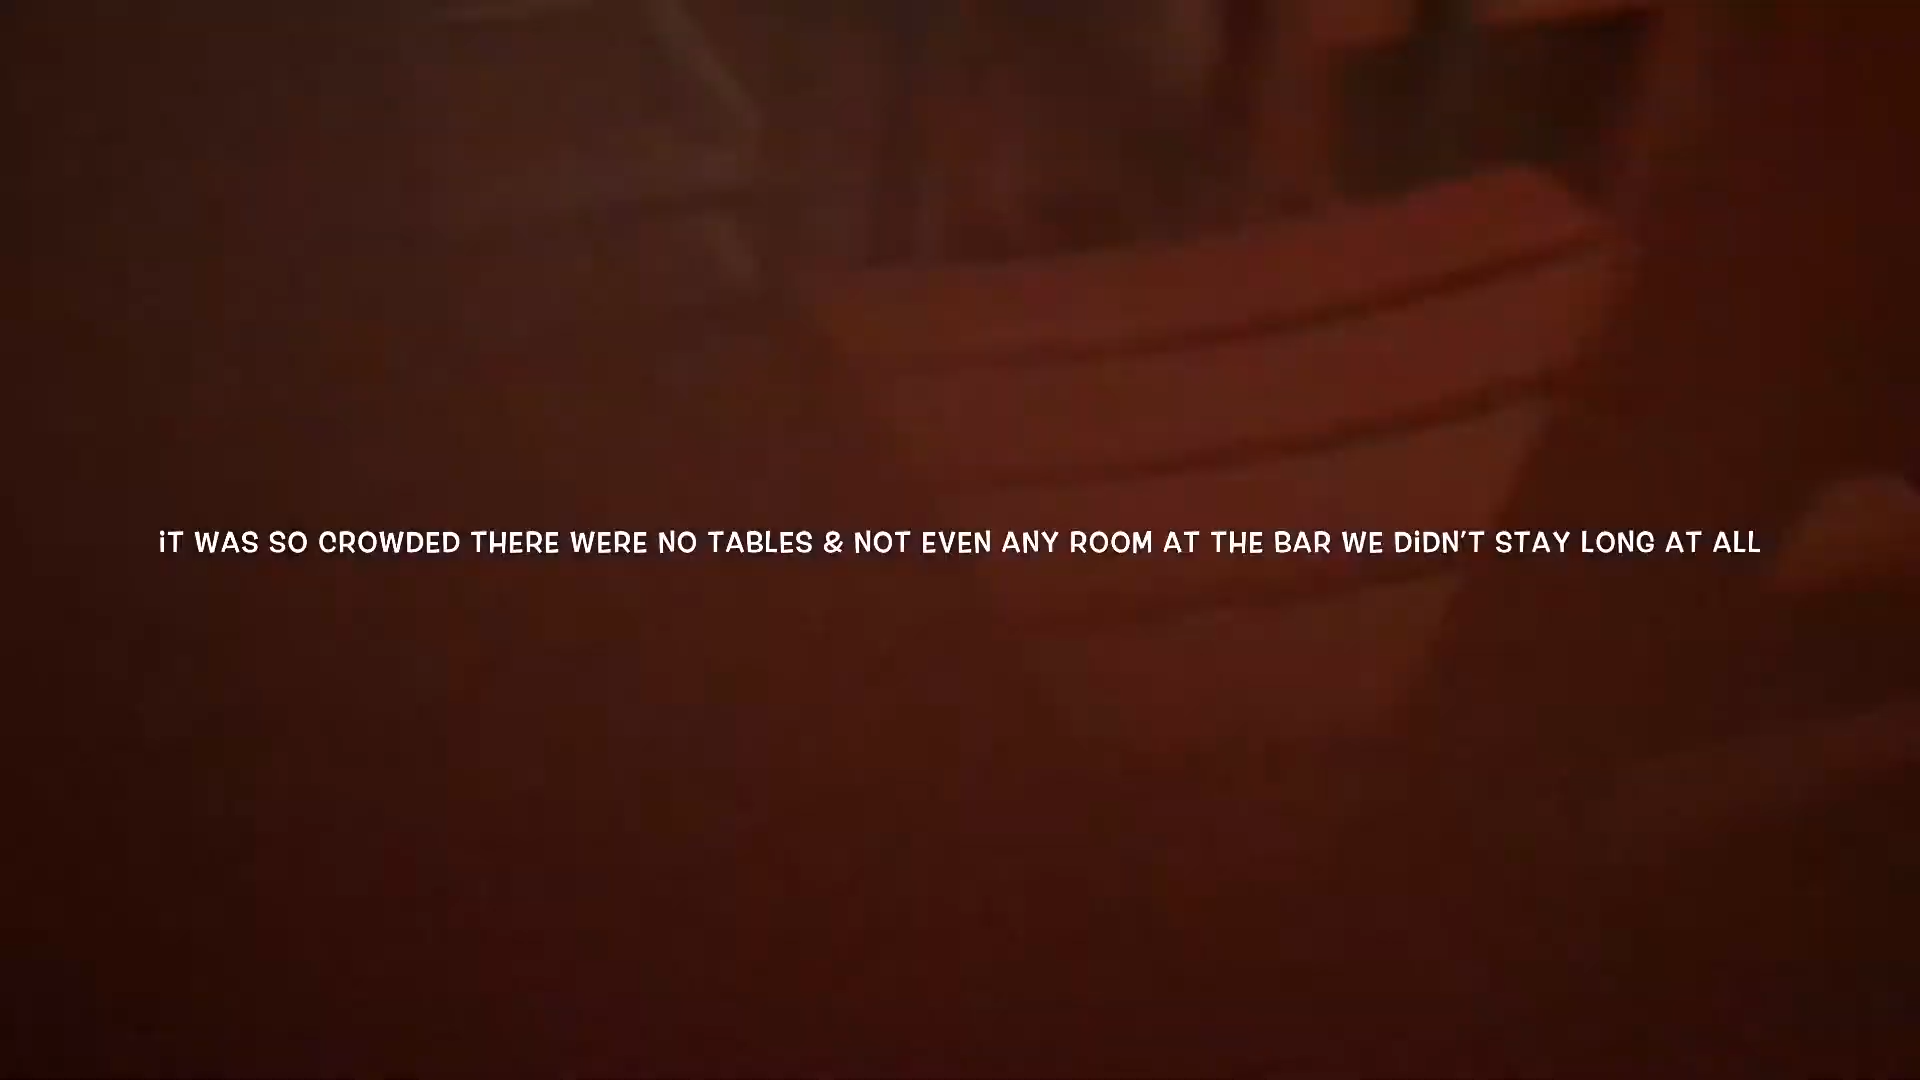 iT WAS SO CROWDED THERE WERE NO TABLES & NOT EVEN ANY ROOM AT THE BAR WE DiDN'T STAY LONG AT ALL